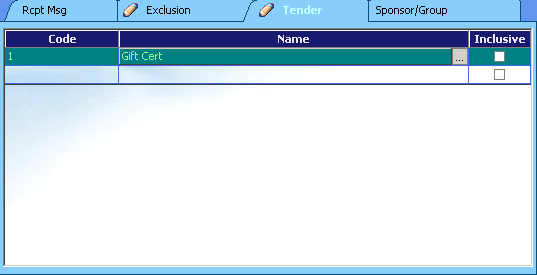 Rcpt Msg Exclusion Tender Sponsor/Group
Code Name Inclusive
1 Gift Cert ...